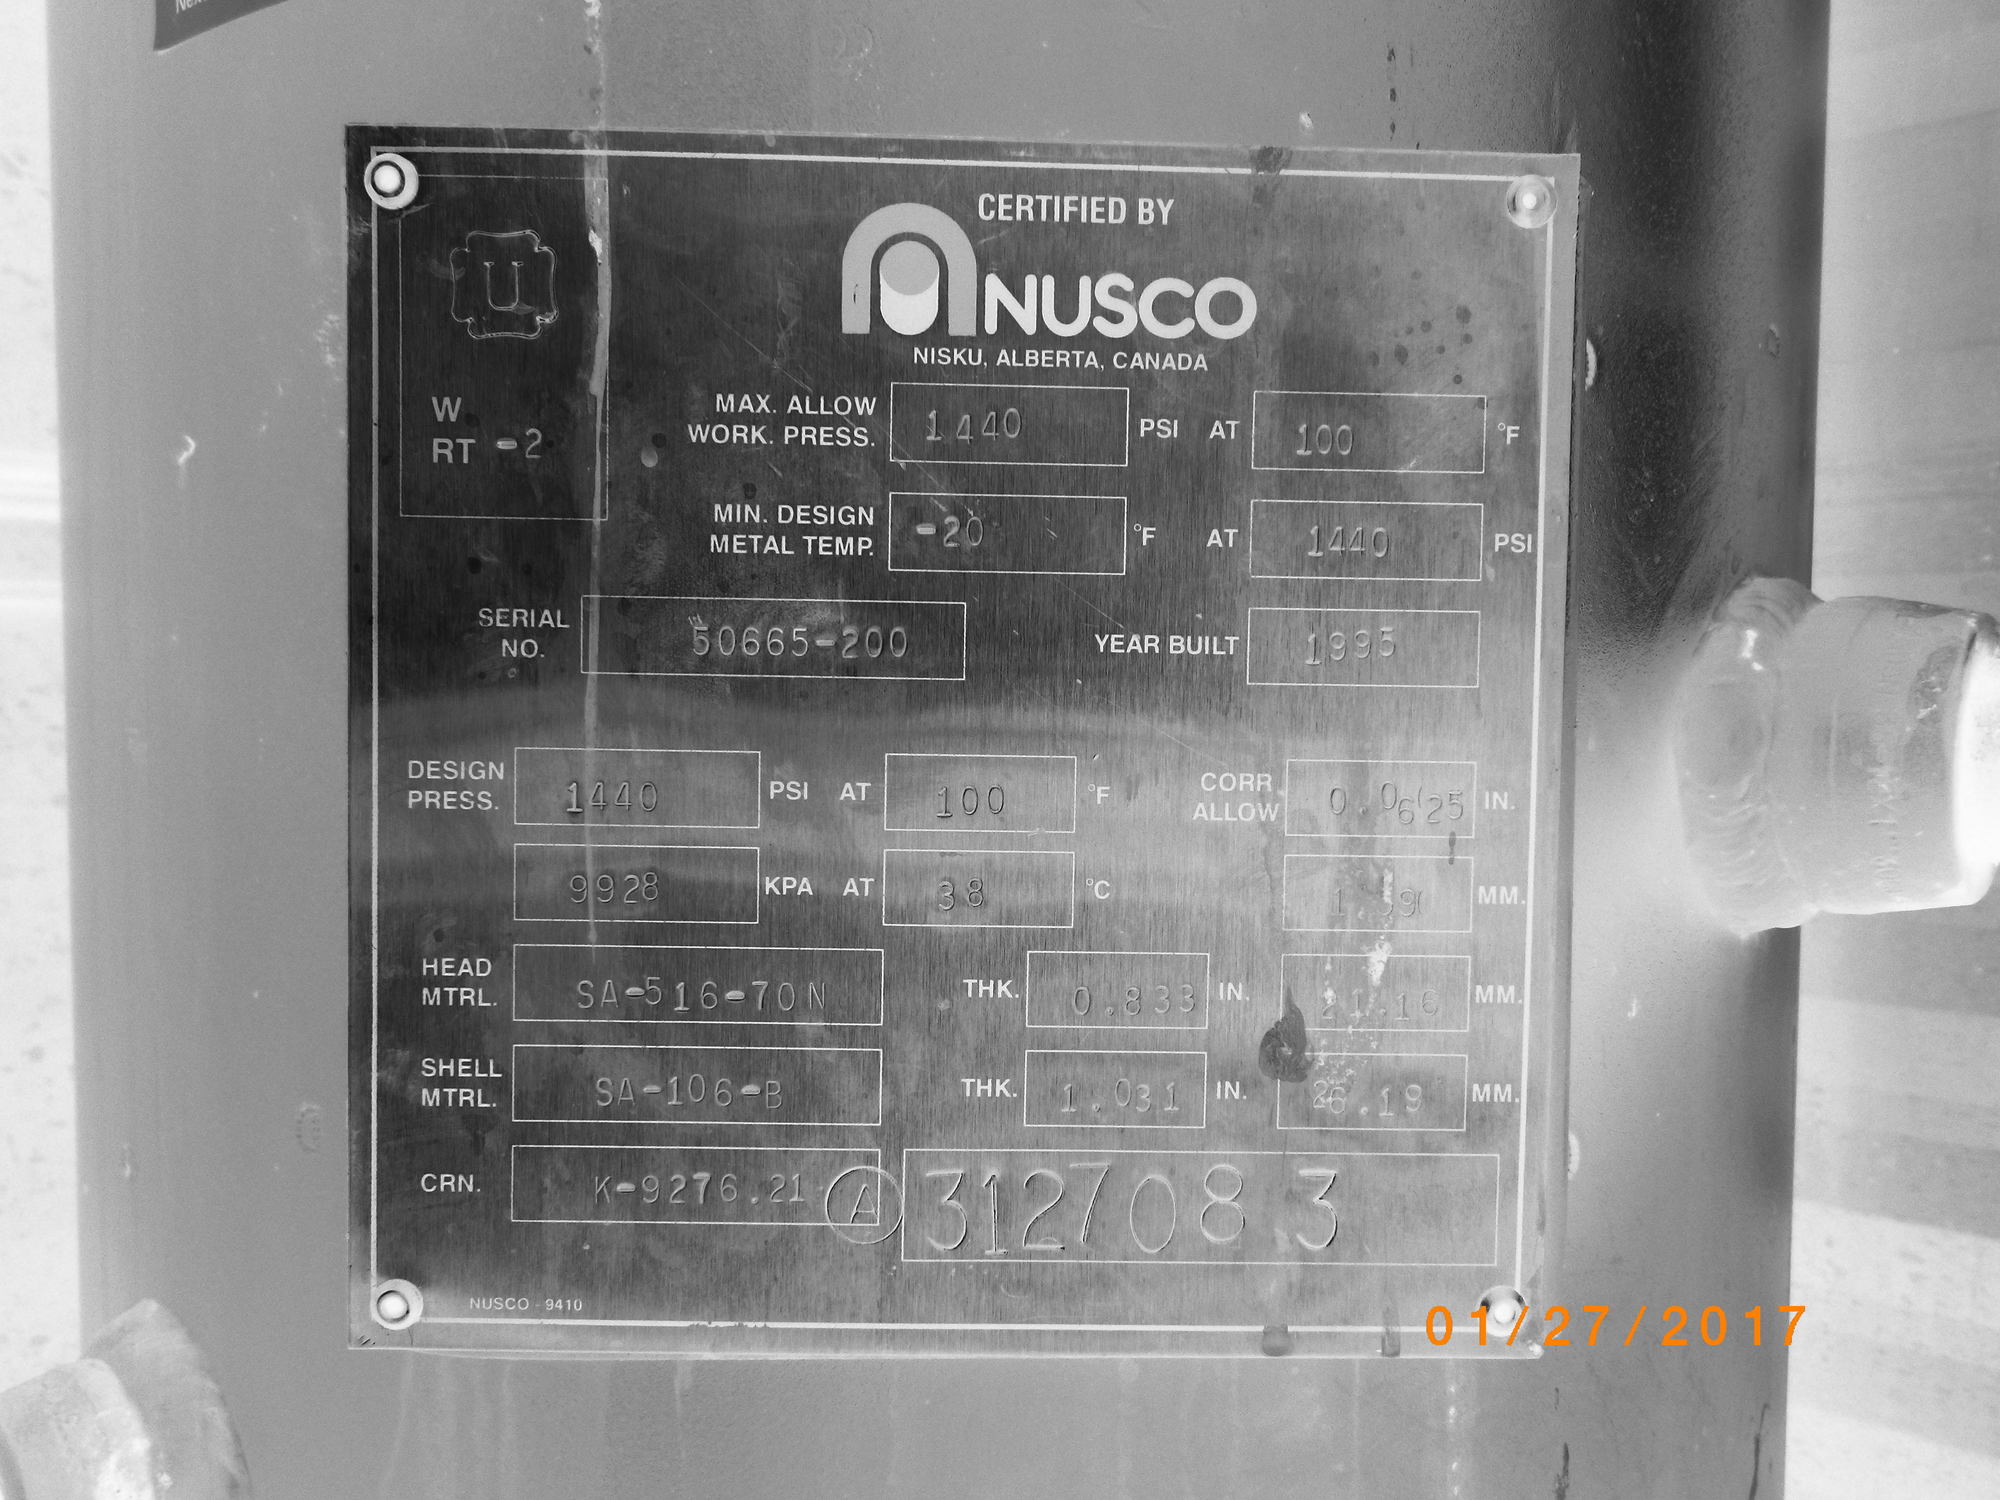 CERTIFIED BY
U
NUSCO
NISKU, ALBERTA, CANADA
W
RT -2
MAX. ALLOW
WORK. PRESS. 1440 PSI AT 100 °F
MIN. DESIGN
METAL TEMP. -20 °F AT 1440 PSI
SERIAL
NO. 50665-200 YEAR BUILT 1995
DESIGN
PRESS. 1440 PSI AT 100 °F
CORR.
ALLOW 0.0625 IN.
9928 KPA AT 38 °C MM.
HEAD
MTRL. SA-516-70N THK. 0.833 IN. 21.16 MM.
SHELL
MTRL. SA-106-B THK. 1.031 IN. 26.19 MM.
CRN. K-9276.21 A 312708 3
NUSCO - 9410
01/27/2017